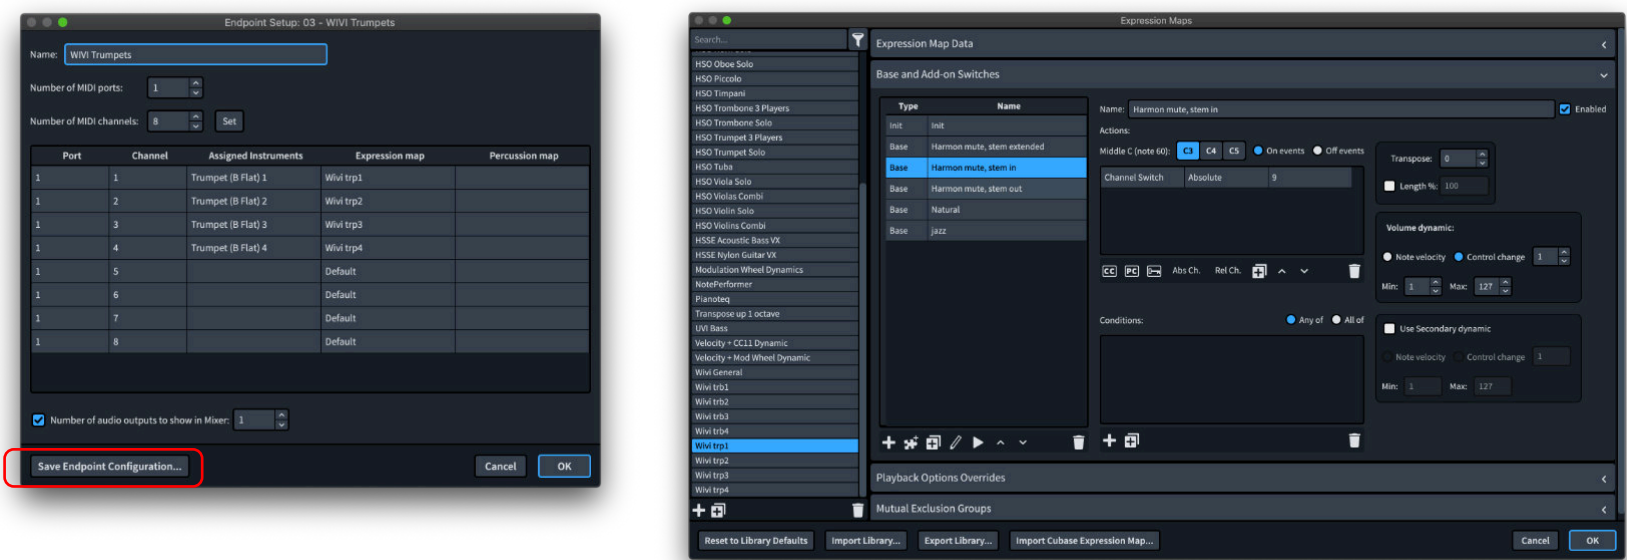 Endpoint Setup: 03 - WIVI Trumpets
Name: WIVI Trumpets
Number of MIDI ports: 1
Number of MIDI channels: 8 Set
Port Channel Assigned Instruments Expression map Percussion map
1 1 Trumpet (B Flat) 1 Wivi trp1
1 2 Trumpet (B Flat) 2 Wivi trp2
1 3 Trumpet (B Flat) 3 Wivi trp3
1 4 Trumpet (B Flat) 4 Wivi trp4
1 5 Default
1 6 Default
1 7 Default
1 8 Default
Number of audio outputs to show in Mixer: 1
Save Endpoint Configuration... Cancel OK
Expression Maps
Search...
HSO Oboe Solo
HSO Piccolo
HSO Timpani
HSO Trombone 3 Players
HSO Trombone Solo
HSO Trumpet 3 Players
HSO Trumpet Solo
HSO Tuba
HSO Viola Solo
HSO Violas Combi
HSO Violin Solo
HSO Violins Combi
HSSE Acoustic Bass VX
HSSE Nylon Guitar VX
Modulation Wheel Dynamics
NotePerformer
Pianoteq
Transpose up 1 octave
UVI Bass
Velocity + CC11 Dynamic
Velocity + Mod Wheel Dynamic
Wivi General
Wivi trb1
Wivi trb2
Wivi trb3
Wivi trb4
Wivi trp1
Wivi trp2
Wivi trp3
Wivi trp4
Expression Map Data
Base and Add-on Switches
Type Name
Init Init
Base Harmon mute, stem extended
Base Harmon mute, stem in
Base Harmon mute, stem out
Base Natural
Base jazz
Name: Harmon mute, stem in Enabled
Actions:
Middle C (note 60): C3 C4 C5 On events Off events
Channel Switch Absolute 9
CC PC Abs Ch. Rel Ch.
Conditions: Any of All of
Transpose: 0
Length %: 100
Volume dynamic:
Note velocity Control change 1
Min: 1 Max: 127
Use Secondary dynamic
Note velocity Control change 1
Min: 1 Max: 127
Playback Options Overrides
Mutual Exclusion Groups
Reset to Library Defaults Import Library... Export Library... Import Cubase Expression Map... Cancel OK